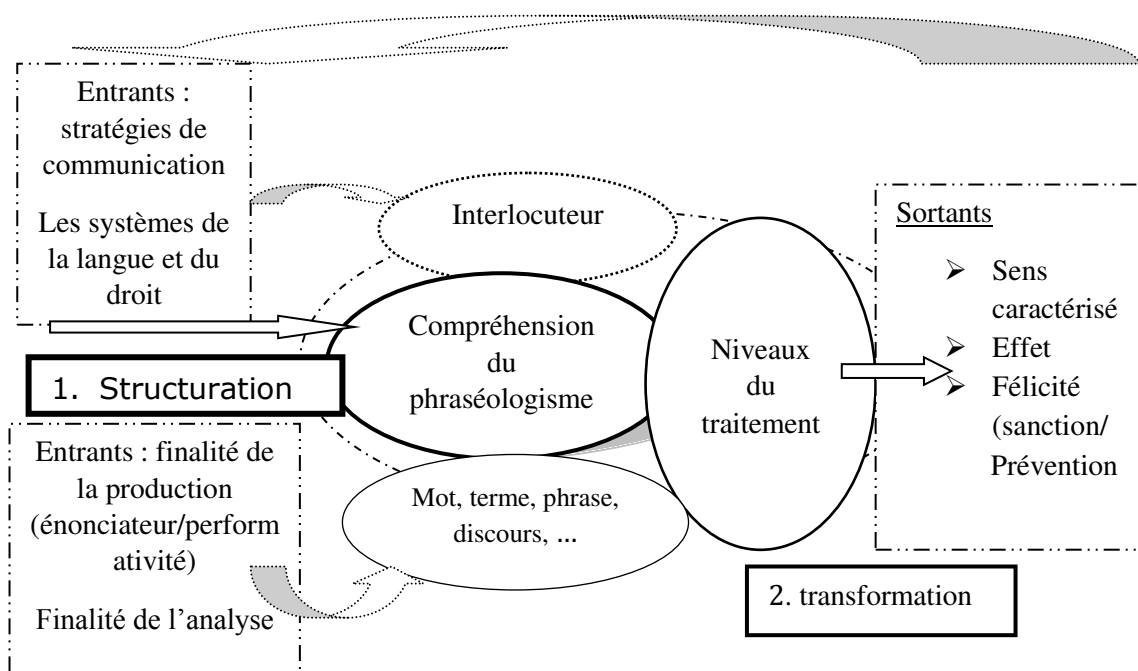 Entrants :
stratégies de
communication
Les systèmes de
la langue et du
droit
1. Structuration
Entrants : finalité de
la production
(énonciateur/perform
ativité)
Finalité de l’analyse
Interlocuteur
Compréhension
du
phraséologisme
Mot, terme, phrase,
discours, ...
Niveaux
du
traitement
2. transformation
Sortants
➢ Sens
caractérisé
➢ Effet
➢ Félicité
(sanction/
Prévention